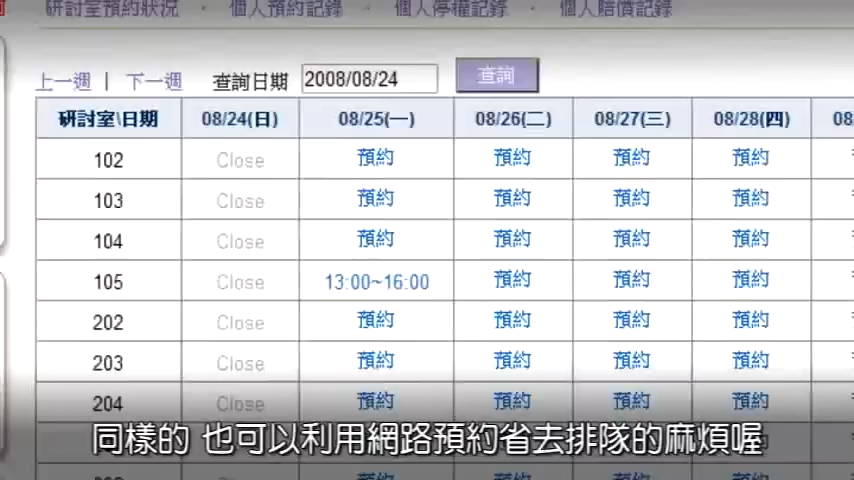 研討室預約狀況 · 個人預約記錄 · 個人停權記錄 · 個人賠償記錄
上一週 | 下一週 查詢日期 2008/08/24 查詢
研討室\日期 08/24(日) 08/25(一) 08/26(二) 08/27(三) 08/28(四) 08
102 Close 預約 預約 預約 預約
103 Close 預約 預約 預約 預約
104 Close 預約 預約 預約 預約
105 Close 13:00~16:00 預約 預約 預約
202 Close 預約 預約 預約 預約
203 Close 預約 預約 預約 預約
204 Close 預約 預約 預約 預約
同樣的 也可以利用網路預約省去排隊的麻煩喔